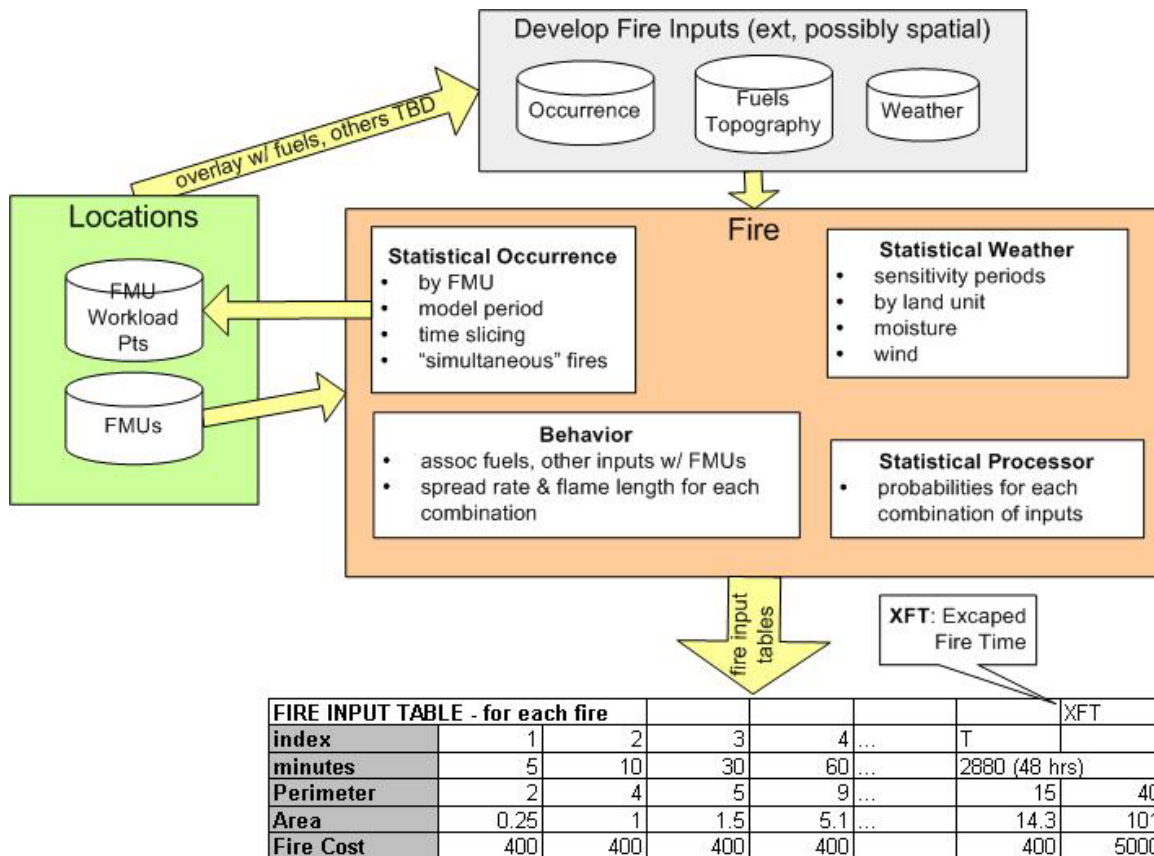 Develop Fire Inputs (ext, possibly spatial)
Occurrence
Fuels
Topography
Weather
overlay w/ fuels, others TBD
Locations
FMU
Workload
Pts
FMUs
Fire
Statistical Occurrence
• by FMU
• model period
• time slicing
• “simultaneous” fires
Statistical Weather
• sensitivity periods
• by land unit
• moisture
• wind
Behavior
• assoc fuels, other inputs w/ FMUs
• spread rate & flame length for each
combination
Statistical Processor
• probabilities for each
combination of inputs
fire input
tables
XFT: Excaped
Fire Time
FIRE INPUT TABLE - for each fire XFT
index 1 2 3 4 ... T
minutes 5 10 30 60 ... 2880 (48 hrs)
Perimeter 2 4 5 9 ... 15 40
Area 0.25 1 1.5 5.1 ... 14.3 101
Fire Cost 400 400 400 400 400 5000